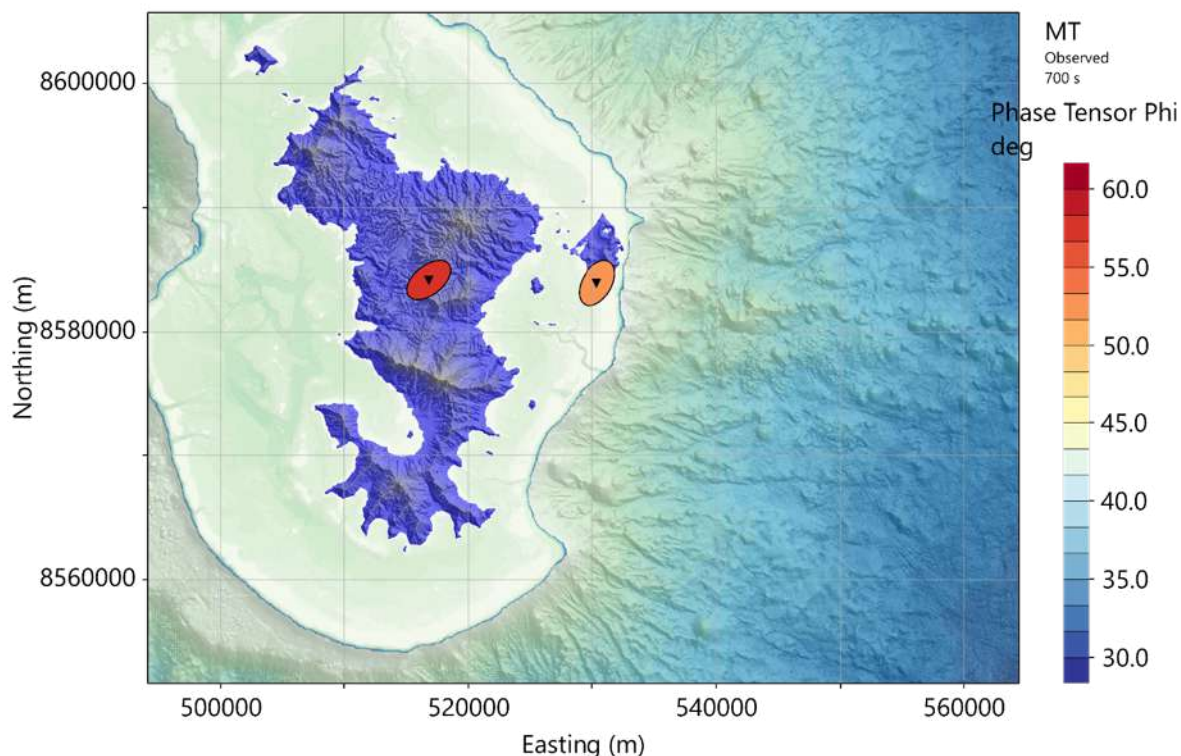 MT
Observed
700 s
Phase Tensor Phi
deg
60.0
55.0
50.0
45.0
40.0
35.0
30.0
8600000
8580000
8560000
Northing (m)
500000
520000
540000
560000
Easting (m)